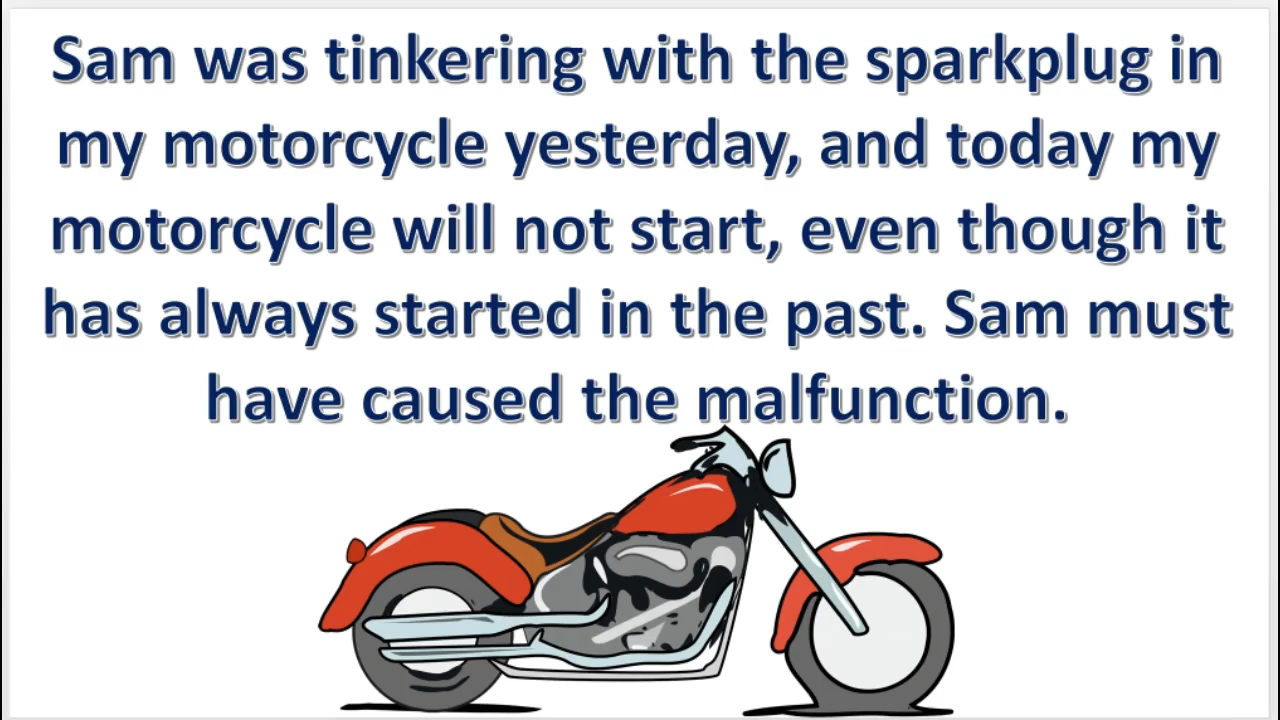 Sam was tinkering with the sparkplug in
my motorcycle yesterday, and today my
motorcycle will not start, even though it
has always started in the past. Sam must
have caused the malfunction.